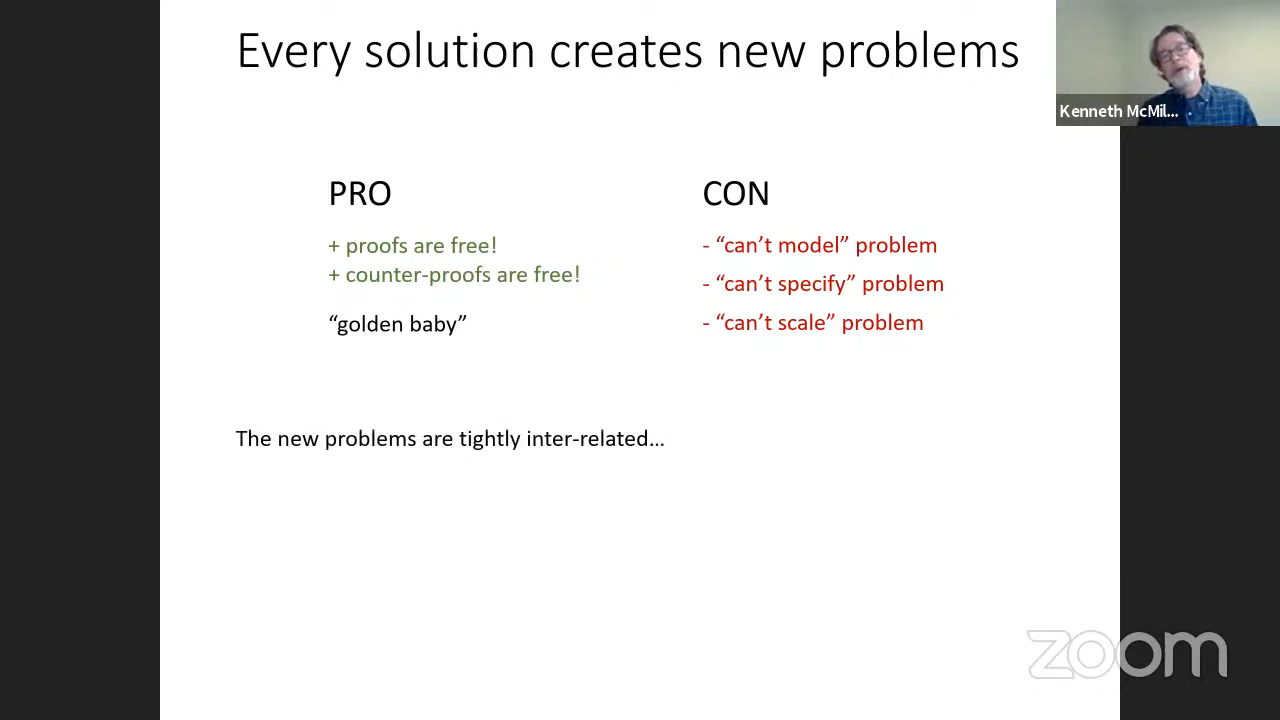 Every solution creates new problems
Kenneth McMil...
PRO
+ proofs are free!
+ counter-proofs are free!
“golden baby”
CON
- “can’t model” problem
- “can’t specify” problem
- “can’t scale” problem
The new problems are tightly inter-related…
zoom